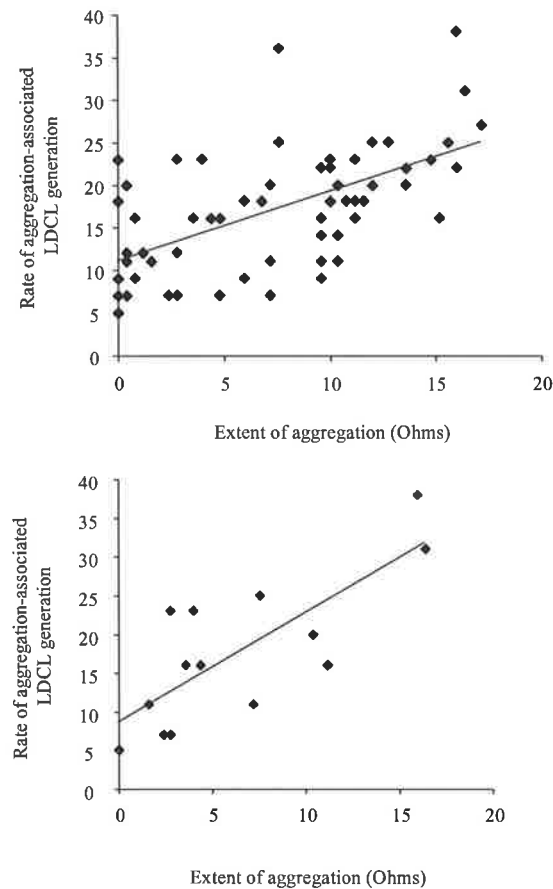 40
35
30
25
20
15
10
5
0
Rate of aggregation-associated
LDCL generation
0 5 10 15 20
Extent of aggregation (Ohms)
40
35
30
25
20
15
10
5
0
Rate of aggregation-associated
LDCL generation
0 5 10 15 20
Extent of aggregation (Ohms)